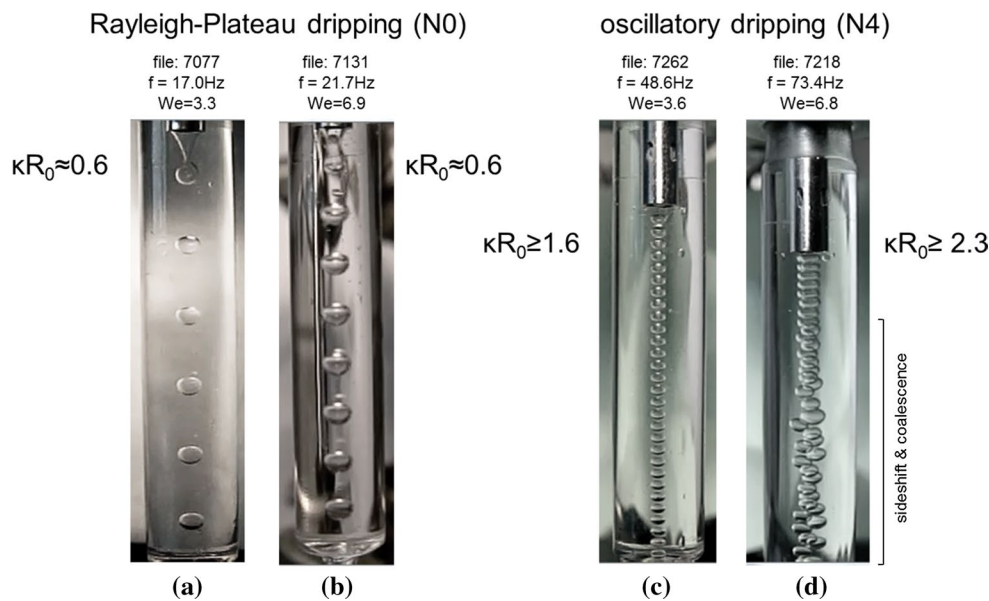 Rayleigh-Plateau dripping (N0)
oscillatory dripping (N4)
file: 7077
f = 17.0Hz
We=3.3
file: 7131
f = 21.7Hz
We=6.9
file: 7262
f = 48.6Hz
We=3.6
file: 7218
f = 73.4Hz
We=6.8
κR₀≈0.6
κR₀≈0.6
κR₀≥1.6
κR₀≥ 2.3
sideshift & coalescence
(a)
(b)
(c)
(d)